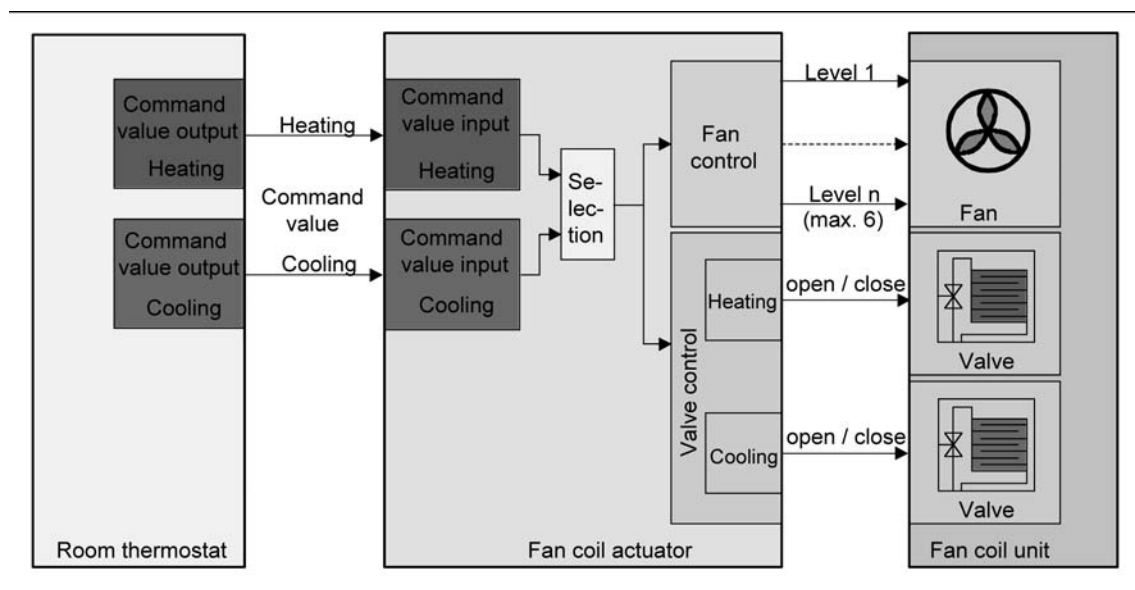 Command
value output
Heating
Command
value output
Cooling
Room thermostat
Heating
Command
value
Cooling
Command
value input
Heating
Command
value input
Cooling
Se-
lec-
tion
Fan
control
Valve control
Heating
Cooling
Fan coil actuator
Level 1
Level n
(max. 6)
open / close
open / close
Fan
Valve
Valve
Fan coil unit